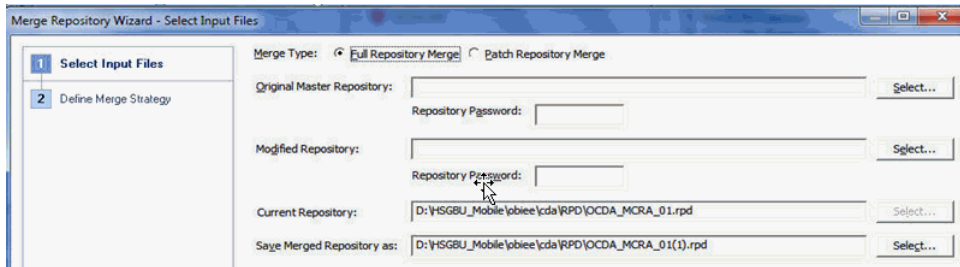 Merge Repository Wizard - Select Input Files
1 Select Input Files
2 Define Merge Strategy
Merge Type: Full Repository Merge Patch Repository Merge
Original Master Repository: Select...
Repository Password:
Modified Repository: Select...
Repository Password:
Current Repository: D:\HSGBU_Mobile\obiee\cda\RPD\OCDA_MCRA_01.rpd Select...
Save Merged Repository as: D:\HSGBU_Mobile\obiee\cda\RPD\OCDA_MCRA_01(1).rpd Select...